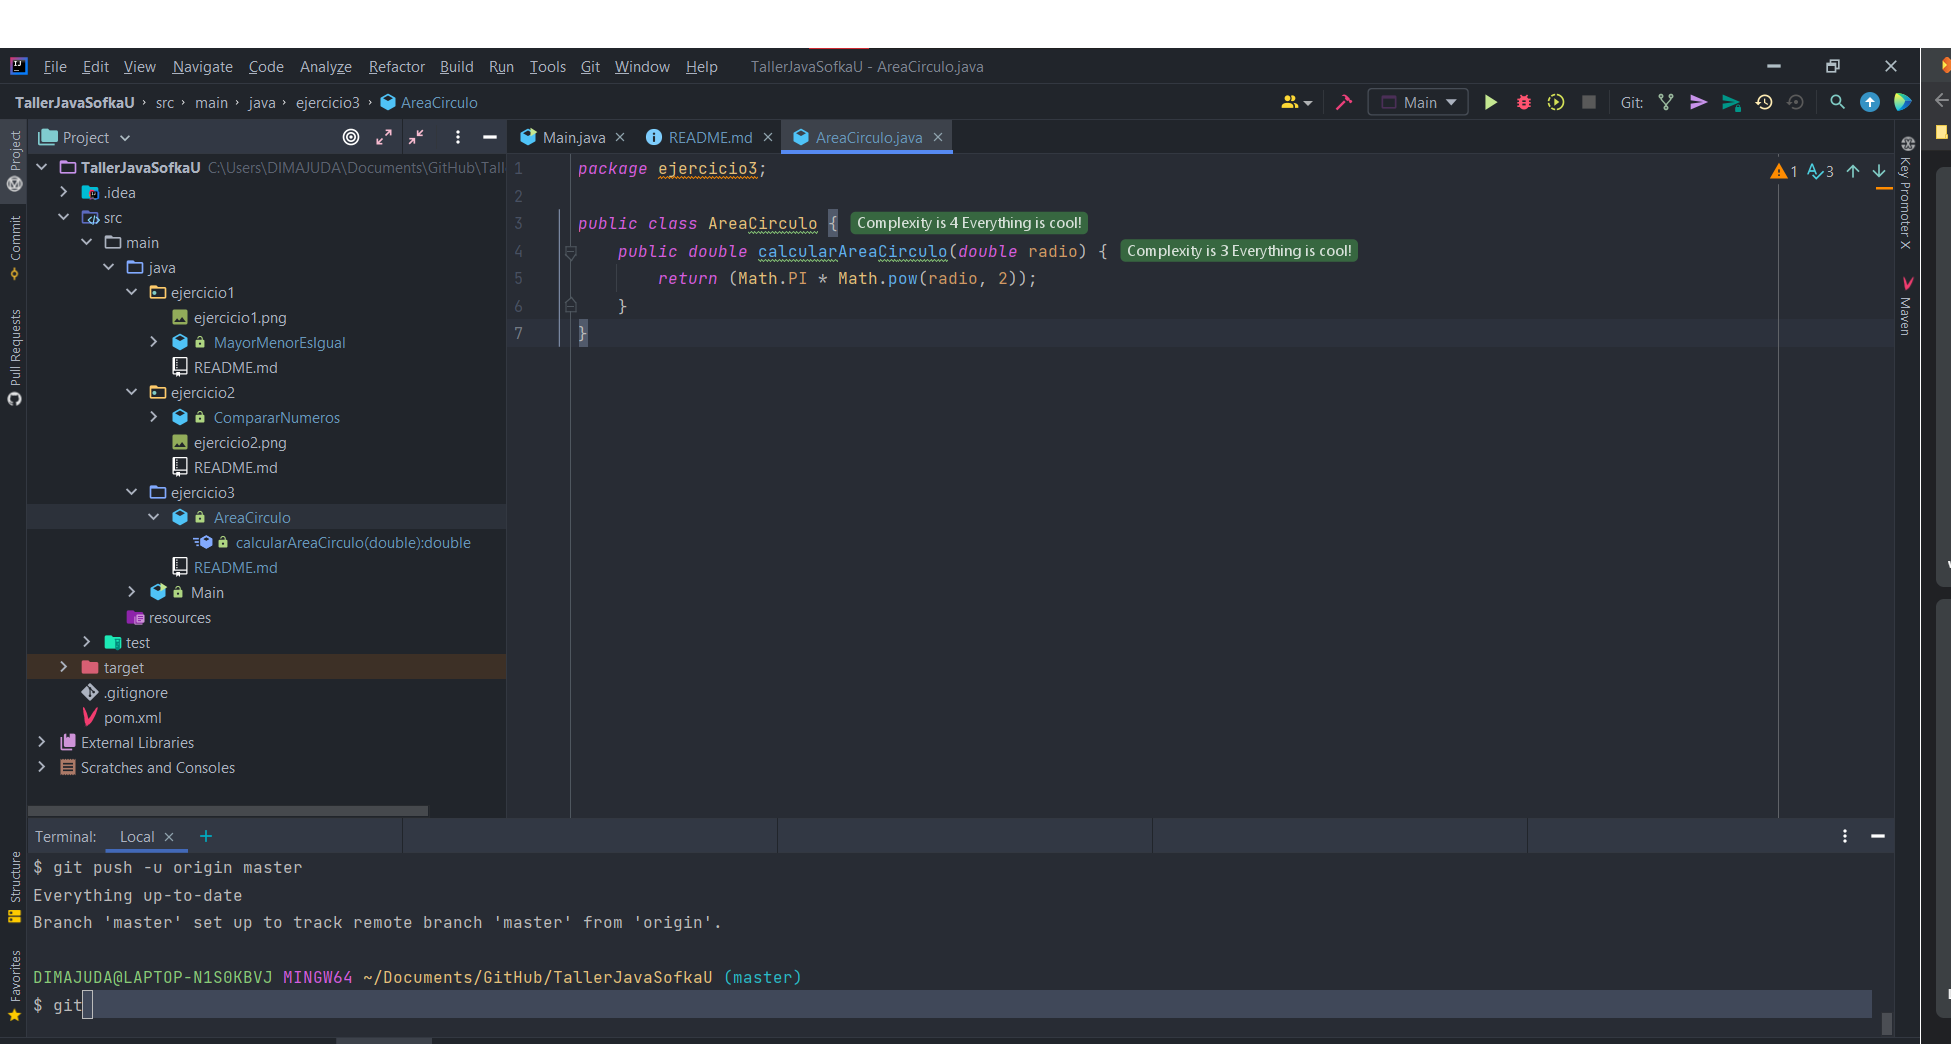 File Edit View Navigate Code Analyze Refactor Build Run Tools Git Window Help TallerJavaSofkaU - AreaCirculo.java
TallerJavaSofkaU › src › main › java › ejercicio3 › AreaCirculo Main Git:
Project Main.java README.md AreaCirculo.java
TallerJavaSofkaU C:\Users\DIMAJUDA\Documents\GitHub\Tall
.idea
src
main
java
ejercicio1
ejercicio1.png
MayorMenorEsIgual
README.md
ejercicio2
CompararNumeros
ejercicio2.png
README.md
ejercicio3
AreaCirculo
calcularAreaCirculo(double):double
README.md
Main
resources
test
target
.gitignore
pom.xml
External Libraries
Scratches and Consoles
1 package ejercicio3;
2
3 public class AreaCirculo { Complexity is 4 Everything is cool!
4 public double calcularAreaCirculo(double radio) { Complexity is 3 Everything is cool!
5 return (Math.PI * Math.pow(radio, 2));
6 }
7 }
1 3
Project
Commit
Pull Requests
Structure
Favorites
Key Promoter X
Maven
Terminal: Local
$ git push -u origin master
Everything up-to-date
Branch 'master' set up to track remote branch 'master' from 'origin'.
DIMAJUDA@LAPTOP-N1S0KBVJ MINGW64 ~/Documents/GitHub/TallerJavaSofkaU (master)
$ git